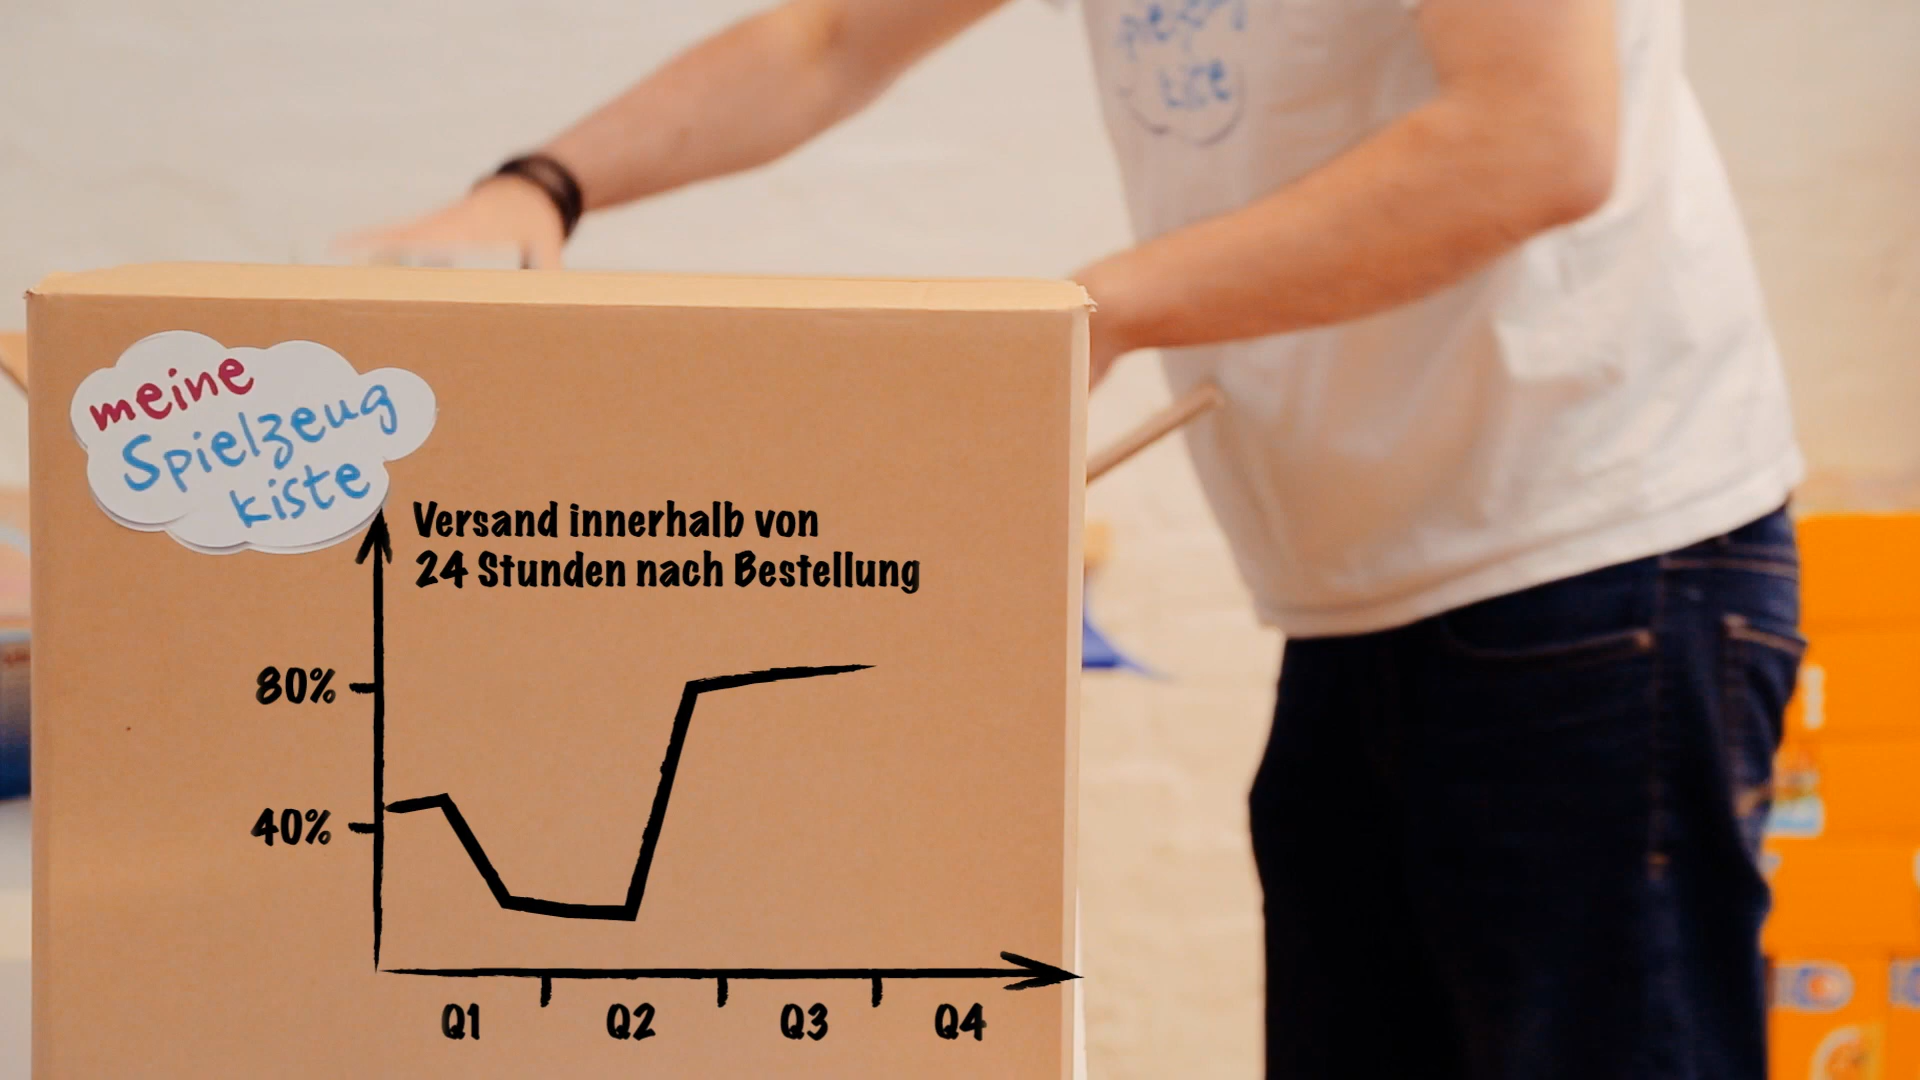 meine
Spielzeug
kiste
Versand innerhalb von
24 Stunden nach Bestellung
80%
40%
Q1 Q2 Q3 Q4